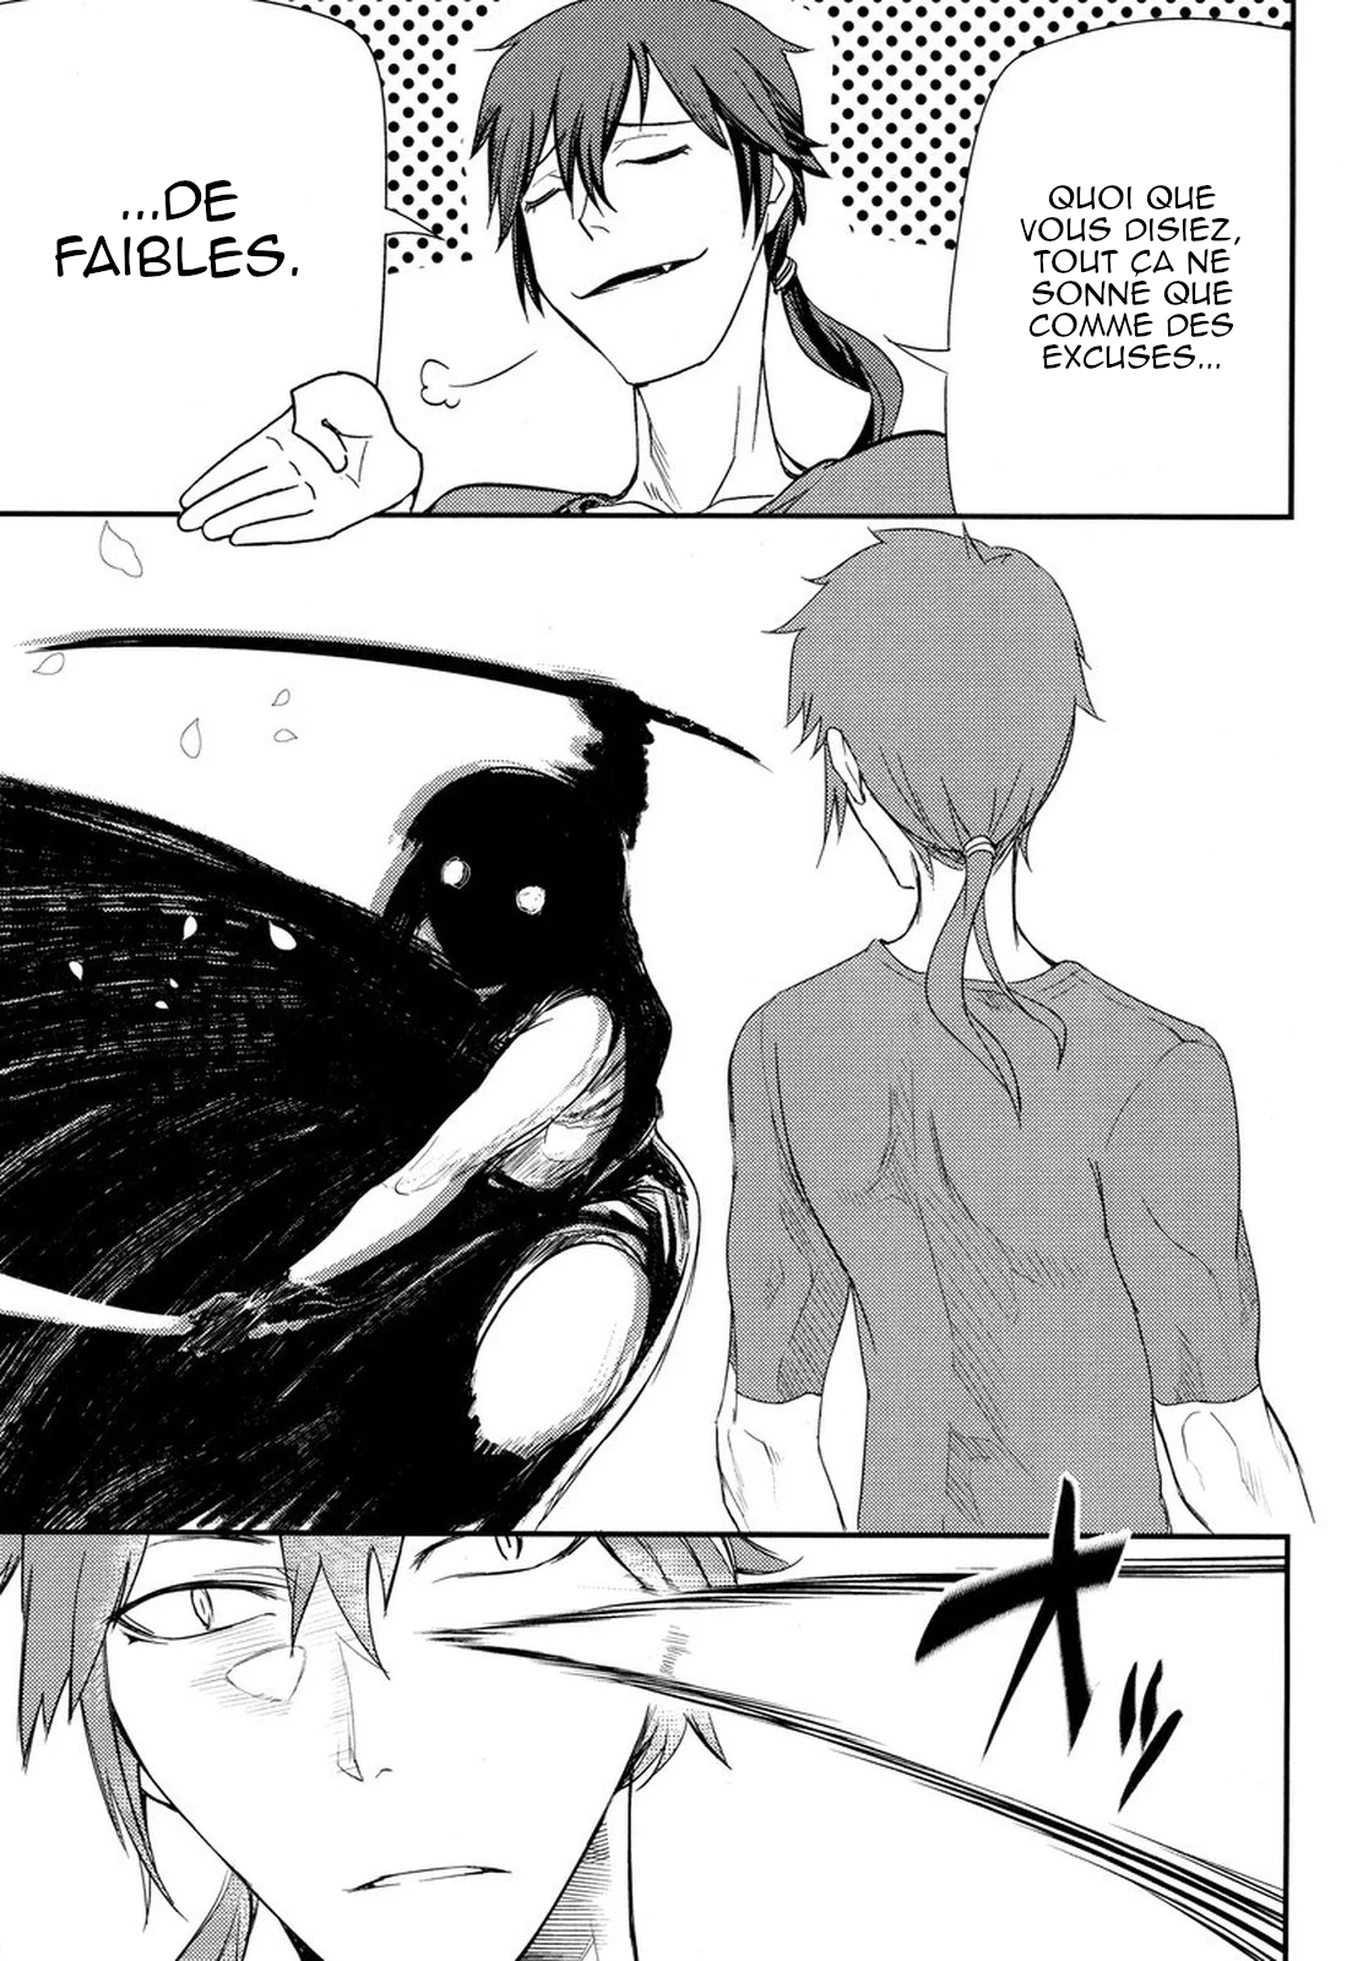 QUOI QUE
VOUS DISIEZ,
TOUT ÇA NE
SONNE QUE
COMME DES
EXCUSES...
...DE
FAIBLES.
オッ